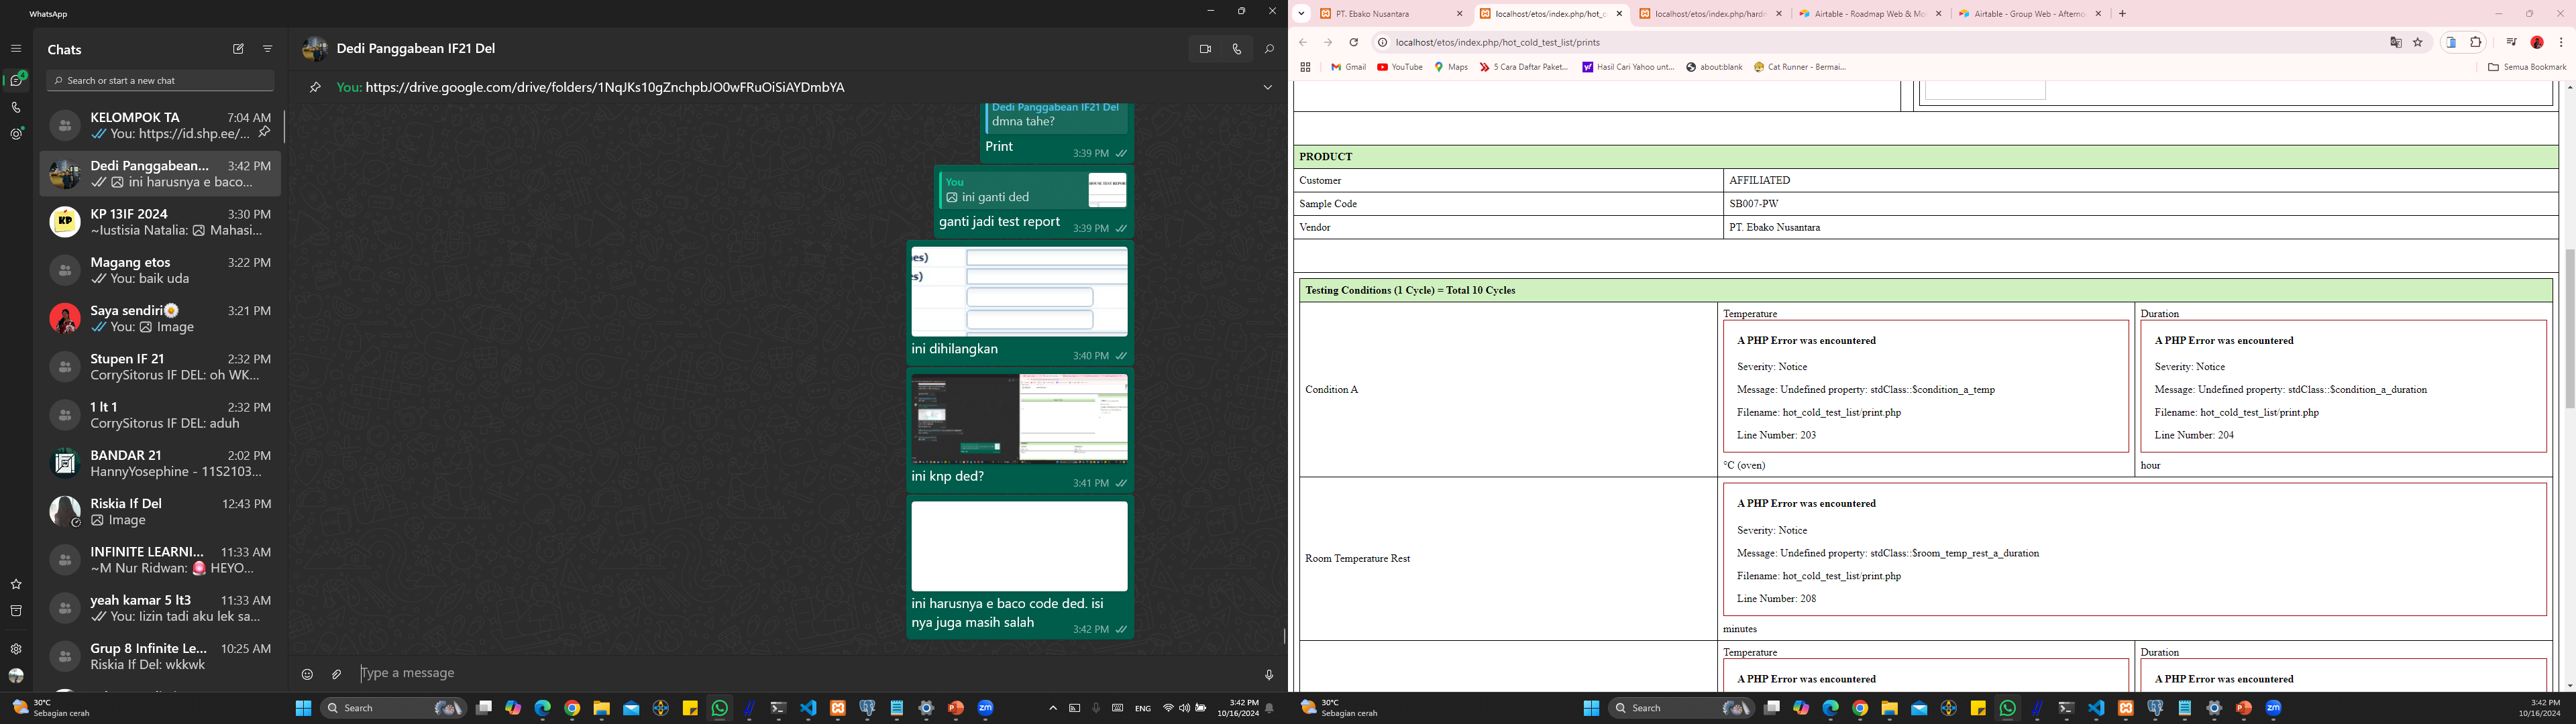 WhatsApp
Chats
Search or start a new chat
KELOMPOK TA 7:04 AM
You: https://id.shp.ee/...
Dedi Panggabean... 3:42 PM
ini harusnya e baco...
KP 13IF 2024 3:30 PM
~Iustisia Natalia: Mahasi...
Magang etos 3:22 PM
You: baik uda
Saya sendiri🌼 3:21 PM
You: Image
Stupen IF 21 2:32 PM
CorrySitorus IF DEL: oh WK...
1 lt 1 2:32 PM
CorrySitorus IF DEL: aduh
BANDAR 21 2:02 PM
HannyYosephine - 11S2103...
Riskia If Del 12:43 PM
Image
INFINITE LEARNI... 11:33 AM
~M Nur Ridwan: 🚨 HEYO...
yeah kamar 5 lt3 11:33 AM
You: Iizin tadi aku lek sa...
Grup 8 Infinite Le... 10:25 AM
Riskia If Del: wkkwk
Dedi Panggabean IF21 Del
You: https://drive.google.com/drive/folders/1NqJKs10gZnchpbJO0wFRuOiSiAYDmbYA
Dedi Panggabean IF21 Del
dmna tahe?
Print
3:39 PM
You
ini ganti ded
HOUSE TEST REPORT
ganti jadi test report
3:39 PM
es)
s)
ini dihilangkan
3:40 PM
ini knp ded?
3:41 PM
ini harusnya e baco code ded. isi
nya juga masih salah
3:42 PM
Type a message
30°C
Sebagian cerah
Search
ENG
3:42 PM
10/16/2024
PT. Ebako Nusantara
localhost/etos/index.php/hot_c
localhost/etos/index.php/hard
Airtable - Roadmap Web & Mo
Airtable - Group Web - Afterno
localhost/etos/index.php/hot_cold_test_list/prints
Gmail
YouTube
Maps
5 Cara Daftar Paket...
Hasil Cari Yahoo unt...
about:blank
Cat Runner - Bermai...
Semua Bookmark
PRODUCT
Customer AFFILIATED
Sample Code SB007-PW
Vendor PT. Ebako Nusantara
Testing Conditions (1 Cycle) = Total 10 Cycles
Condition A
Temperature
A PHP Error was encountered
Severity: Notice
Message: Undefined property: stdClass::$condition_a_temp
Filename: hot_cold_test_list/print.php
Line Number: 203
°C (oven)
Duration
A PHP Error was encountered
Severity: Notice
Message: Undefined property: stdClass::$condition_a_duration
Filename: hot_cold_test_list/print.php
Line Number: 204
hour
Room Temperature Rest
A PHP Error was encountered
Severity: Notice
Message: Undefined property: stdClass::$room_temp_rest_a_duration
Filename: hot_cold_test_list/print.php
Line Number: 208
minutes
Temperature
A PHP Error was encountered
Duration
A PHP Error was encountered
30°C
Sebagian cerah
Search
3:42 PM
10/16/2024